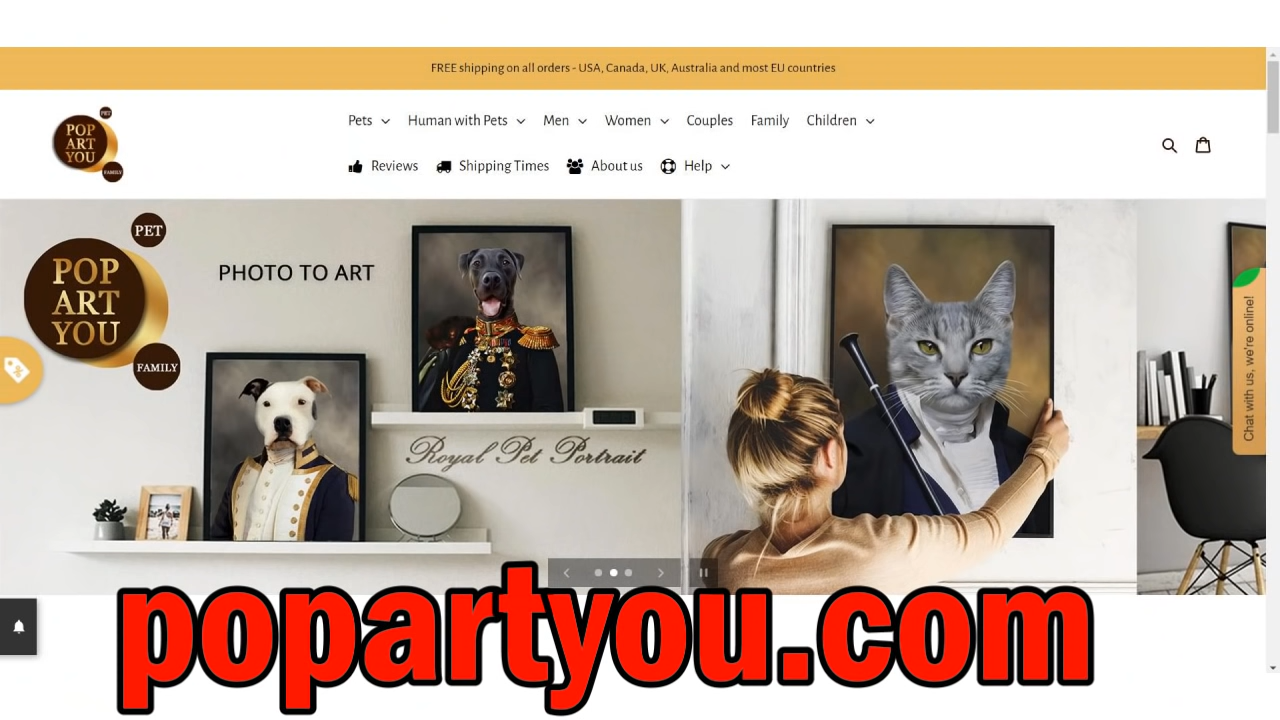 FREE shipping on all orders - USA, Canada, UK, Australia and most EU countries
PET
POP
ART
YOU
FAMILY
Pets Human with Pets Men Women Couples Family Children
Reviews Shipping Times About us Help
PET
POP
ART
YOU
FAMILY
PHOTO TO ART
Royal Pet Portrait
Chat with us, we're online!
popartyou.com